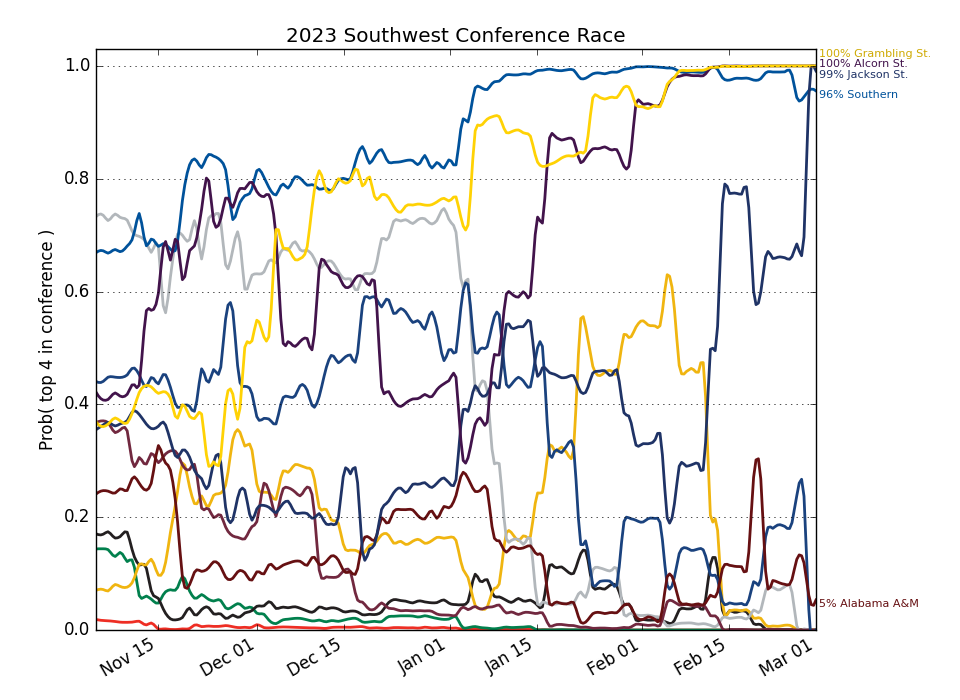 2023 Southwest Conference Race
Prob( top 4 in conference )
1.0
0.8
0.6
0.4
0.2
0.0
Nov 15
Dec 01
Dec 15
Jan 01
Jan 15
Feb 01
Feb 15
Mar 01
100% Grambling St.
100% Alcorn St.
99% Jackson St.
96% Southern
5% Alabama A&M